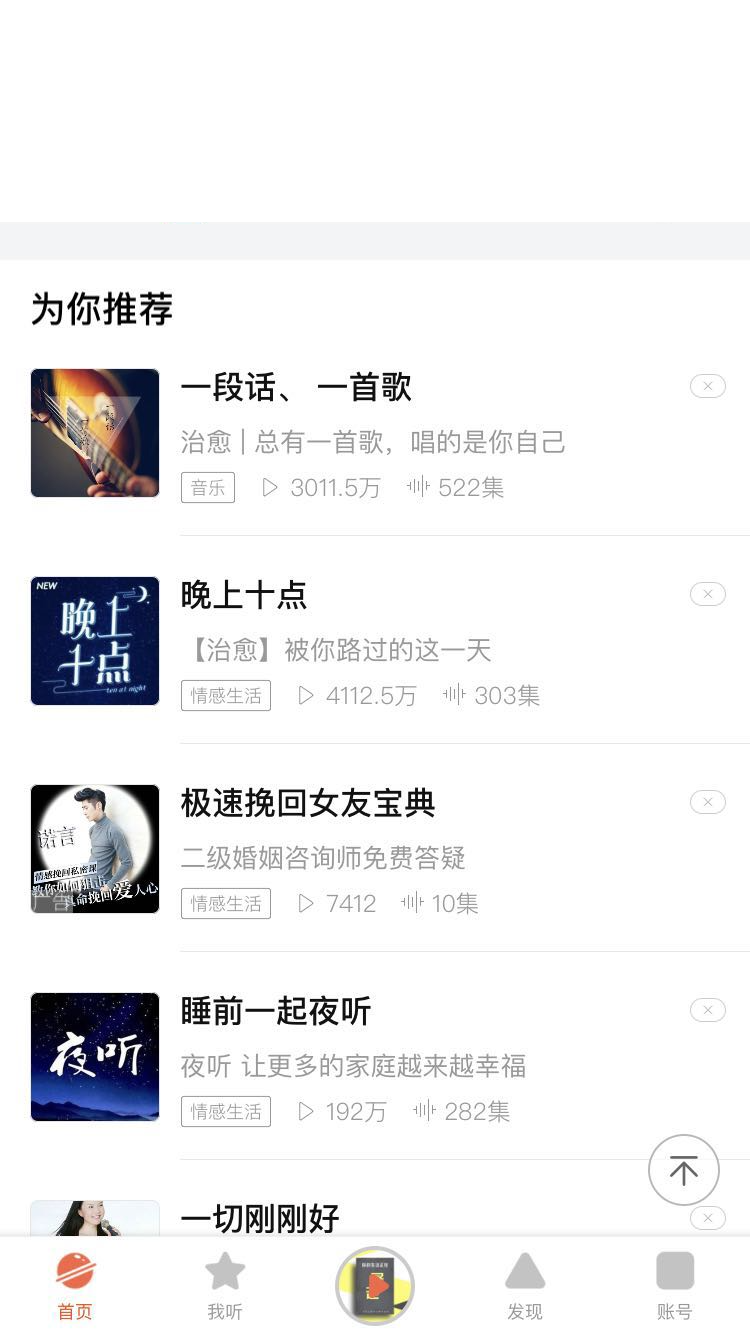 为你推荐
一段话、 一首歌
治愈 | 总有一首歌，唱的是你自己
音乐 3011.5万 522集
NEW
晚上
十点
ten at night
晚上十点
【治愈】被你路过的这一天
情感生活 4112.5万 303集
诺言
情感挽回私密课
教你如何狙击
真命挽回爱人心
广告
极速挽回女友宝典
二级婚姻咨询师免费答疑
情感生活 7412 10集
夜听
睡前一起夜听
夜听 让更多的家庭越来越幸福
情感生活 192万 282集
一切刚刚好
首页 我听 发现 账号